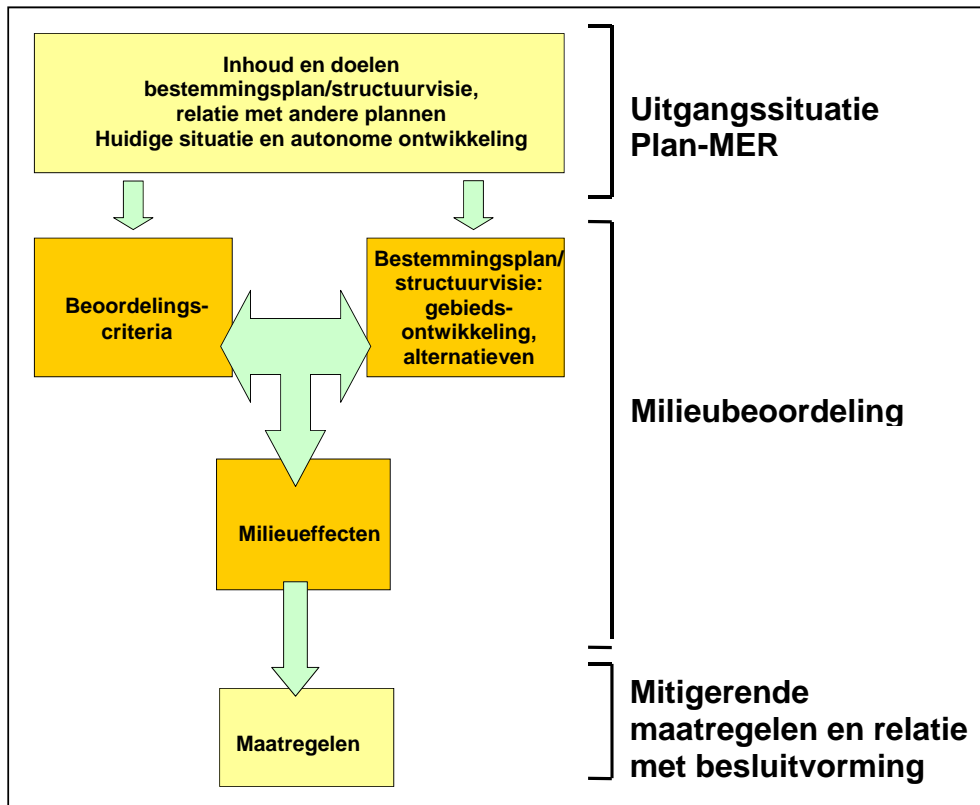 Inhoud en doelen
bestemmingsplan/structuurvisie,
relatie met andere plannen
Huidige situatie en autonome ontwikkeling
Uitgangssituatie
Plan-MER
Beoordelings-
criteria
Bestemmingsplan/
structuurvisie:
gebieds-
ontwikkeling,
alternatieven
Milieubeoordeling
Milieueffecten
Maatregelen
Mitigerende
maatregelen en relatie
met besluitvorming